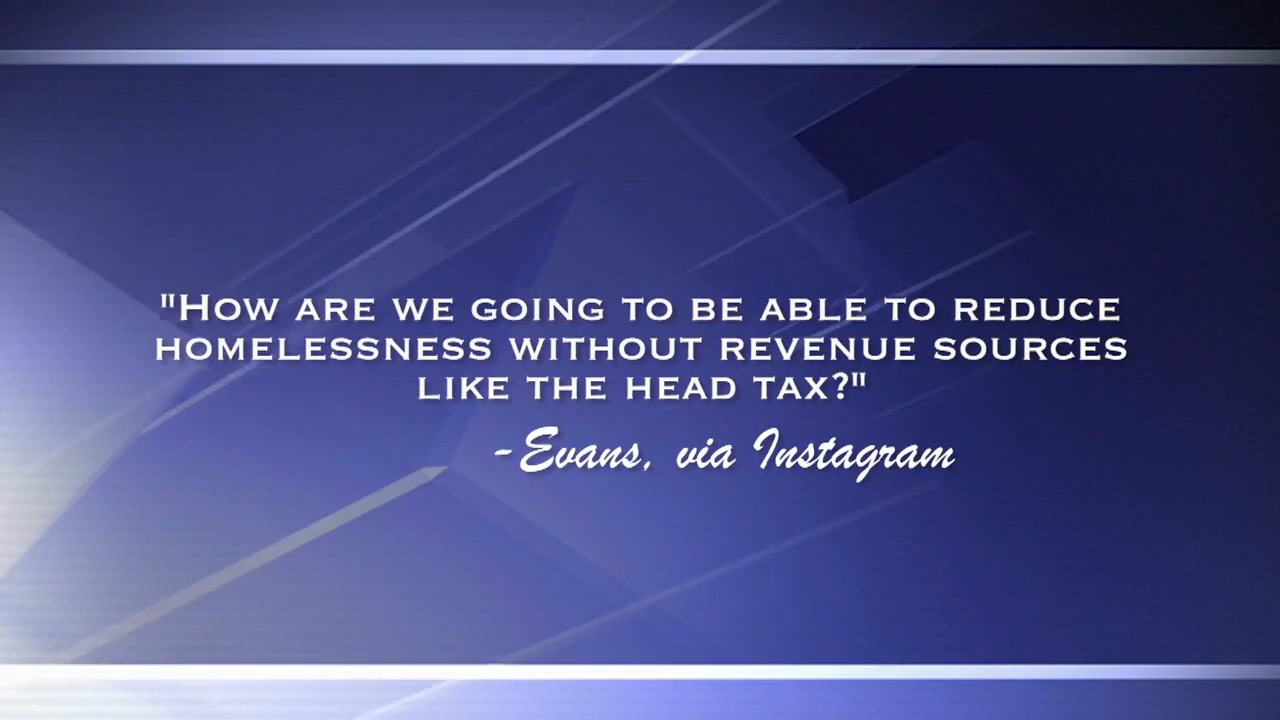 "How are we going to be able to reduce
homelessness without revenue sources
like the head tax?"
-Evans, via Instagram